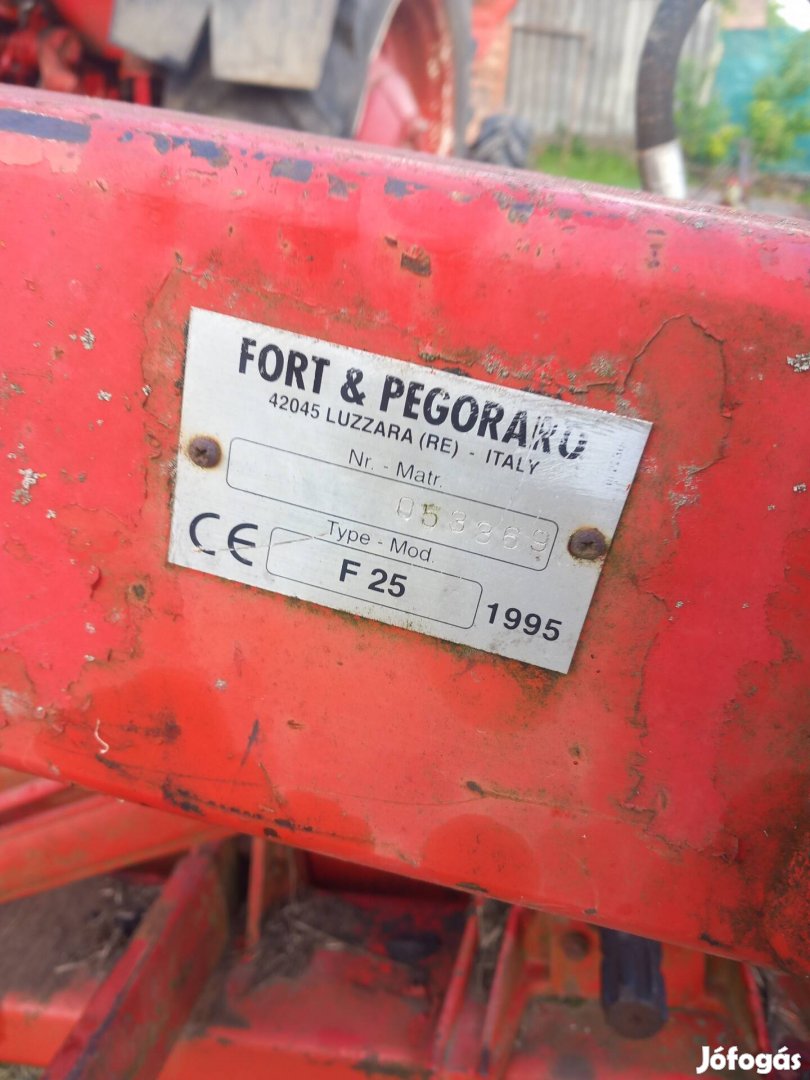 FORT & PEGORARO
42045 LUZZARA (RE) - ITALY
Nr. - Matr.
053369
CE
Type - Mod.
F 25
1995
Jófogás